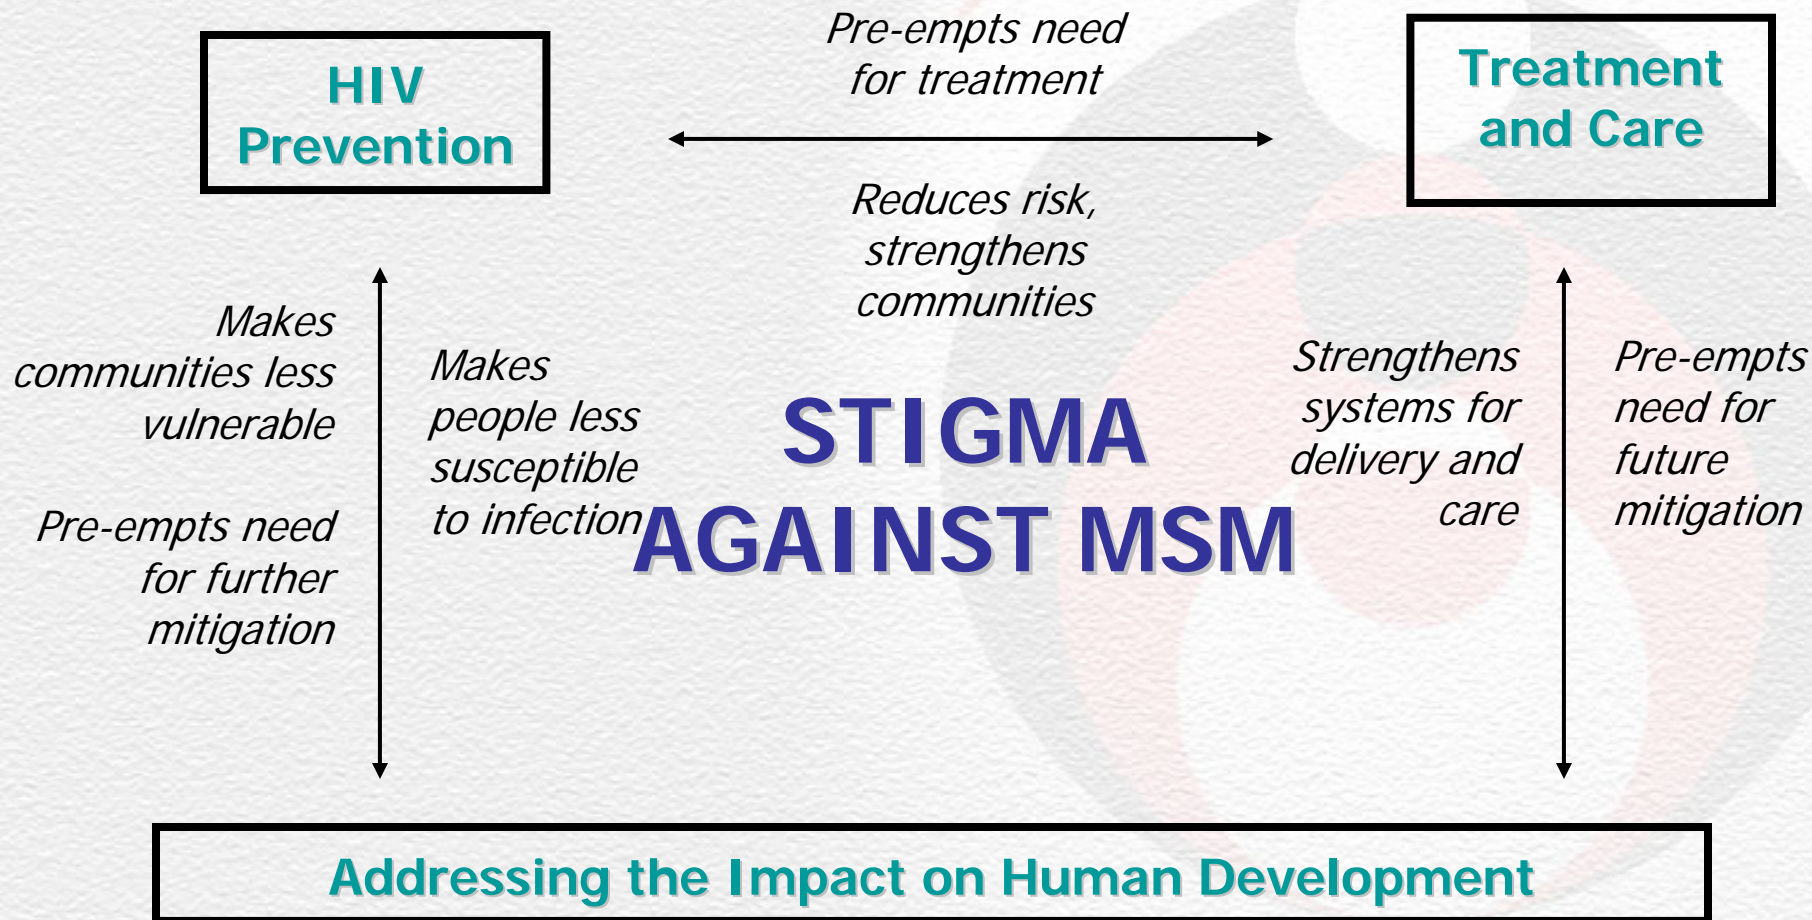 HIV
Prevention
Pre-empts need
for treatment
Treatment
and Care
Reduces risk,
strengthens
communities
Makes
communities less
vulnerable
Pre-empts need
for further
mitigation
Makes
people less
susceptible
to infection
STIGMA
AGAINST MSM
Strengthens
systems for
delivery and
care
Pre-empts
need for
future
mitigation
Addressing the Impact on Human Development